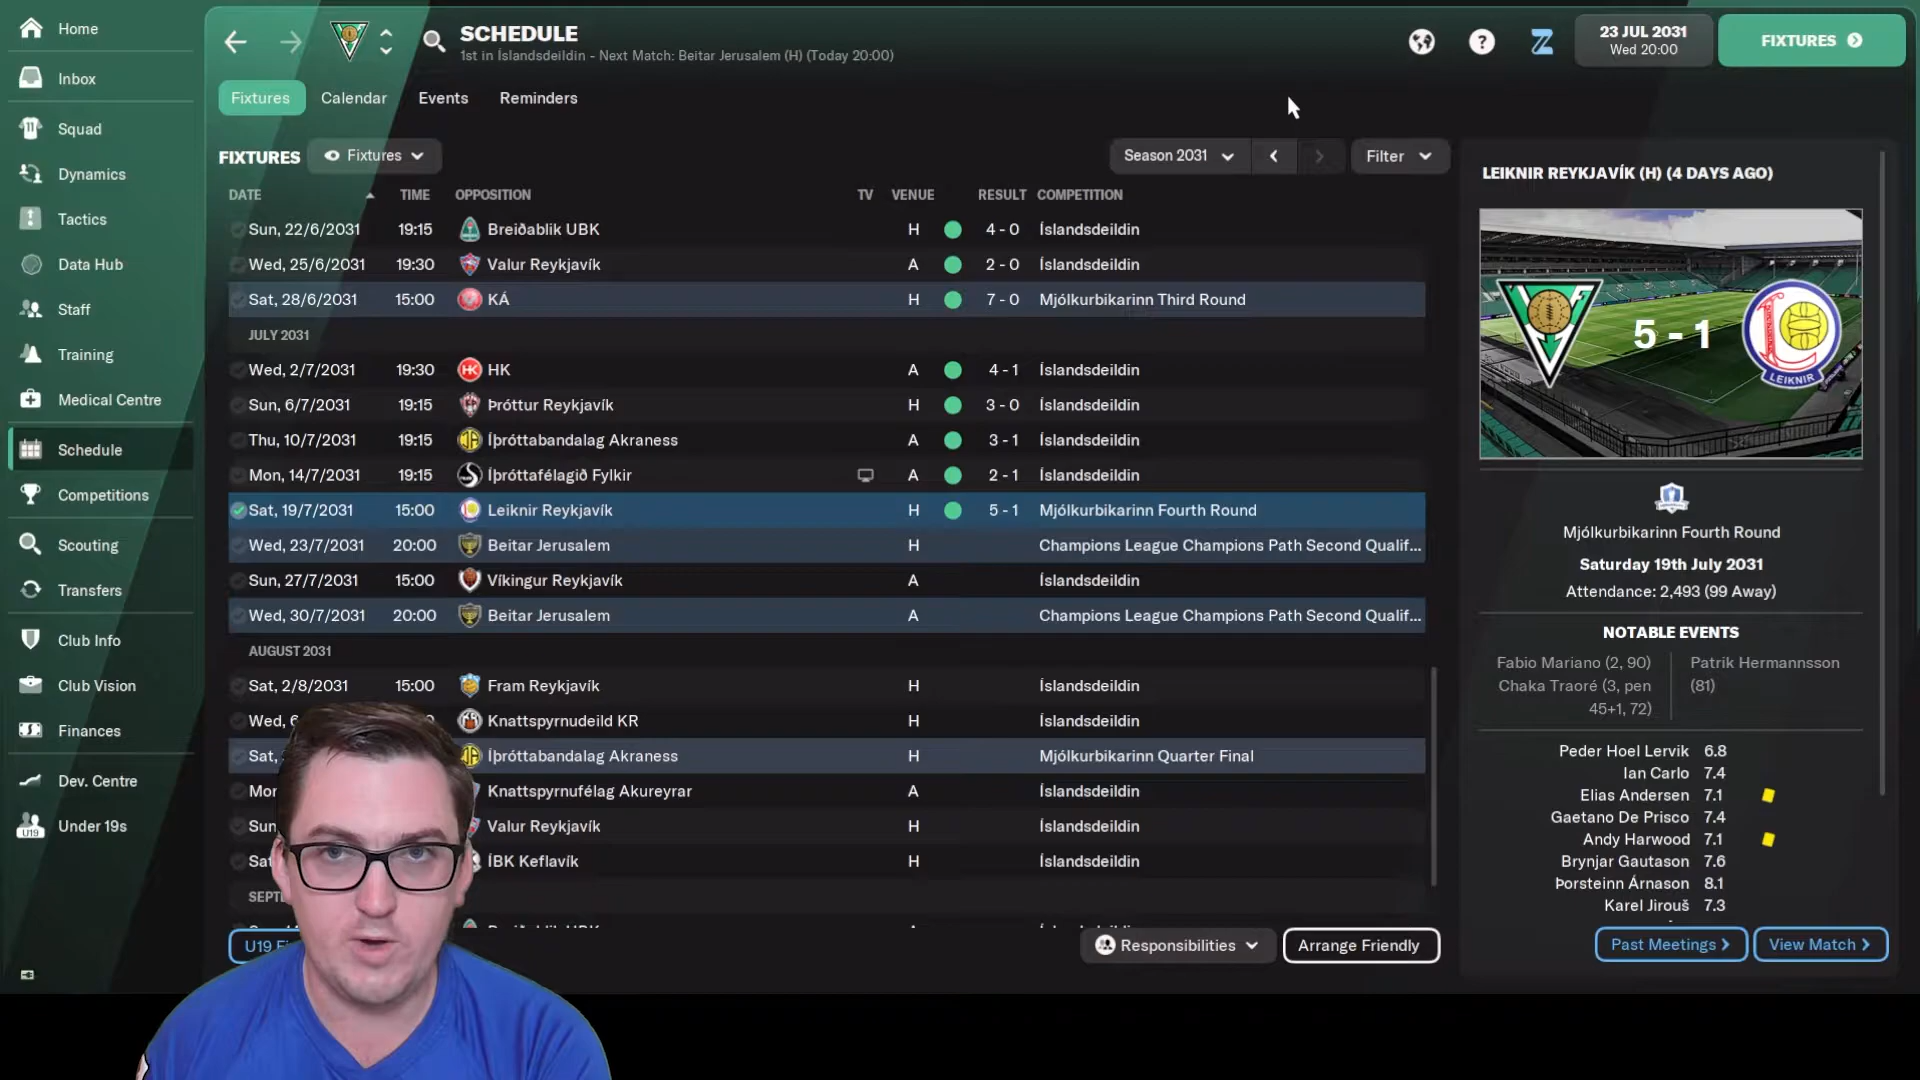 Home
Inbox
Squad
Dynamics
Tactics
Data Hub
Staff
Training
Medical Centre
Schedule
Competitions
Scouting
Transfers
Club Info
Club Vision
Finances
Dev. Centre
U19
Under 19s
SCHEDULE
1st in Íslandsdeildin - Next Match: Beitar Jerusalem (H) (Today 20:00)
23 JUL 2031
Wed 20:00
FIXTURES
Fixtures Calendar Events Reminders
FIXTURES Fixtures Season 2031 Filter
DATE TIME OPPOSITION TV VENUE RESULT COMPETITION
Sun, 22/6/2031 19:15 Breiðablik UBK H 4 - 0 Íslandsdeildin
Wed, 25/6/2031 19:30 Valur Reykjavík A 2 - 0 Íslandsdeildin
Sat, 28/6/2031 15:00 KÁ H 7 - 0 Mjólkurbikarinn Third Round
JULY 2031
Wed, 2/7/2031 19:30 HK A 4 - 1 Íslandsdeildin
Sun, 6/7/2031 19:15 Þróttur Reykjavík H 3 - 0 Íslandsdeildin
Thu, 10/7/2031 19:15 Íþróttabandalag Akraness A 3 - 1 Íslandsdeildin
Mon, 14/7/2031 19:15 Íþróttafélagið Fylkir A 2 - 1 Íslandsdeildin
Sat, 19/7/2031 15:00 Leiknir Reykjavík H 5 - 1 Mjólkurbikarinn Fourth Round
Wed, 23/7/2031 20:00 Beitar Jerusalem H Champions League Champions Path Second Qualif...
Sun, 27/7/2031 15:00 Víkingur Reykjavík A Íslandsdeildin
Wed, 30/7/2031 20:00 Beitar Jerusalem A Champions League Champions Path Second Qualif...
AUGUST 2031
Sat, 2/8/2031 15:00 Fram Reykjavík H Íslandsdeildin
Wed, Knattspyrnudeild KR H Íslandsdeildin
Sat, Íþróttabandalag Akraness H Mjólkurbikarinn Quarter Final
Knattspyrnufélag Akureyrar A Íslandsdeildin
Valur Reykjavík H Íslandsdeildin
ÍBK Keflavík H Íslandsdeildin
U19
Responsibilities Arrange Friendly
LEIKNIR REYKJAVÍK (H) (4 DAYS AGO)
5 - 1
LEIKNIR
Mjólkurbikarinn Fourth Round
Saturday 19th July 2031
Attendance: 2,493 (99 Away)
NOTABLE EVENTS
Fabio Mariano (2, 90)
Chaka Traoré (3, pen
45+1, 72)
Patrik Hermannsson
(81)
Peder Hoel Lervik 6.8
Ian Carlo 7.4
Elias Andersen 7.1
Gaetano De Prisco 7.4
Andy Harwood 7.1
Brynjar Gautason 7.6
Þorsteinn Árnason 8.1
Karel Jirouš 7.3
Past Meetings View Match